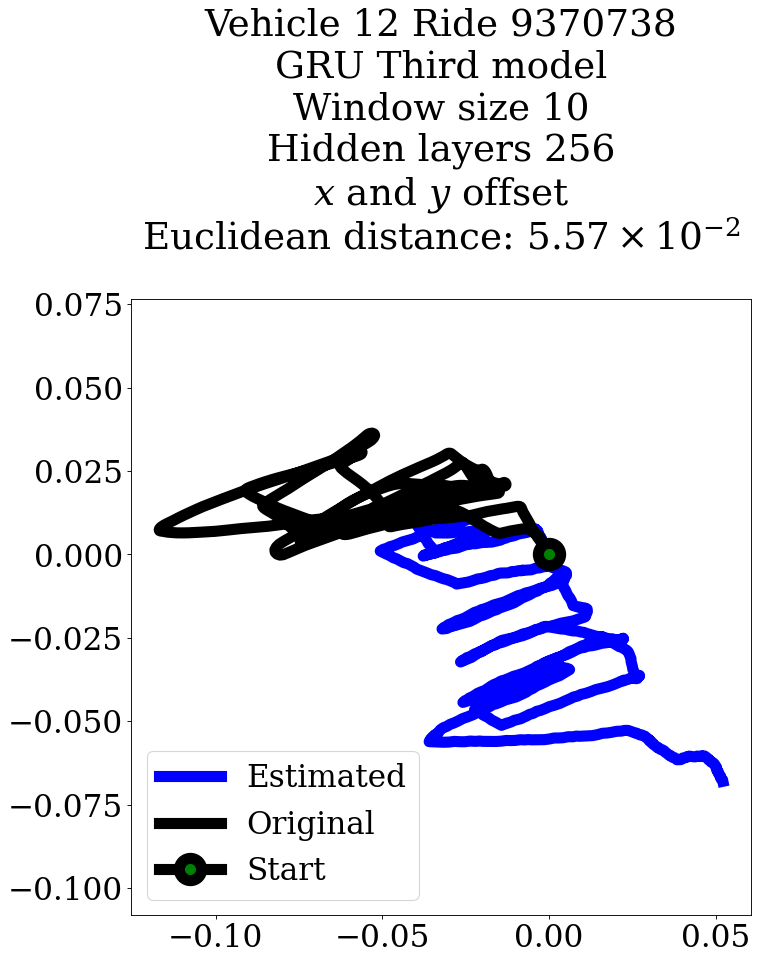 Vehicle 12 Ride 9370738
GRU Third model
Window size 10
Hidden layers 256
x and y offset
Euclidean distance: 5.57 × 10⁻²
0.075
0.050
0.025
0.000
−0.025
−0.050
−0.075
−0.100
Estimated
Original
Start
−0.10 −0.05 0.00 0.05